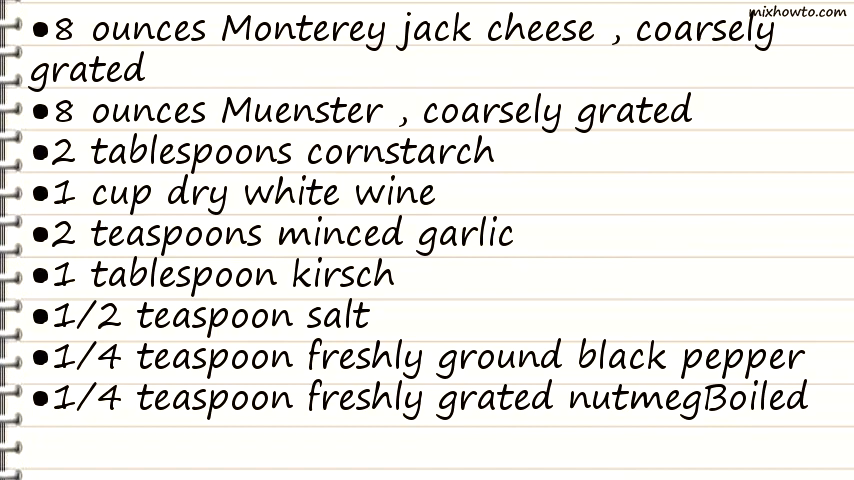 mixhowto.com
•8 ounces Monterey jack cheese , coarsely
grated
•8 ounces Muenster , coarsely grated
•2 tablespoons cornstarch
•1 cup dry white wine
•2 teaspoons minced garlic
•1 tablespoon kirsch
•1/2 teaspoon salt
•1/4 teaspoon freshly ground black pepper
•1/4 teaspoon freshly grated nutmegBoiled